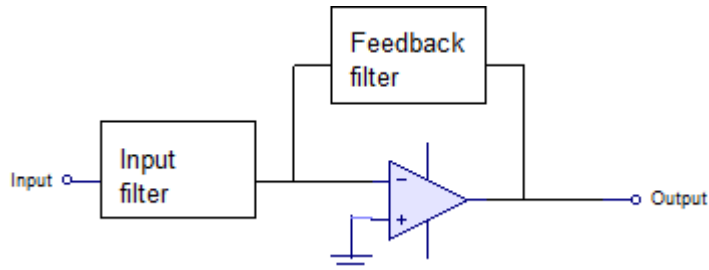 Feedback
filter
Input
filter
Input
Output
−
+